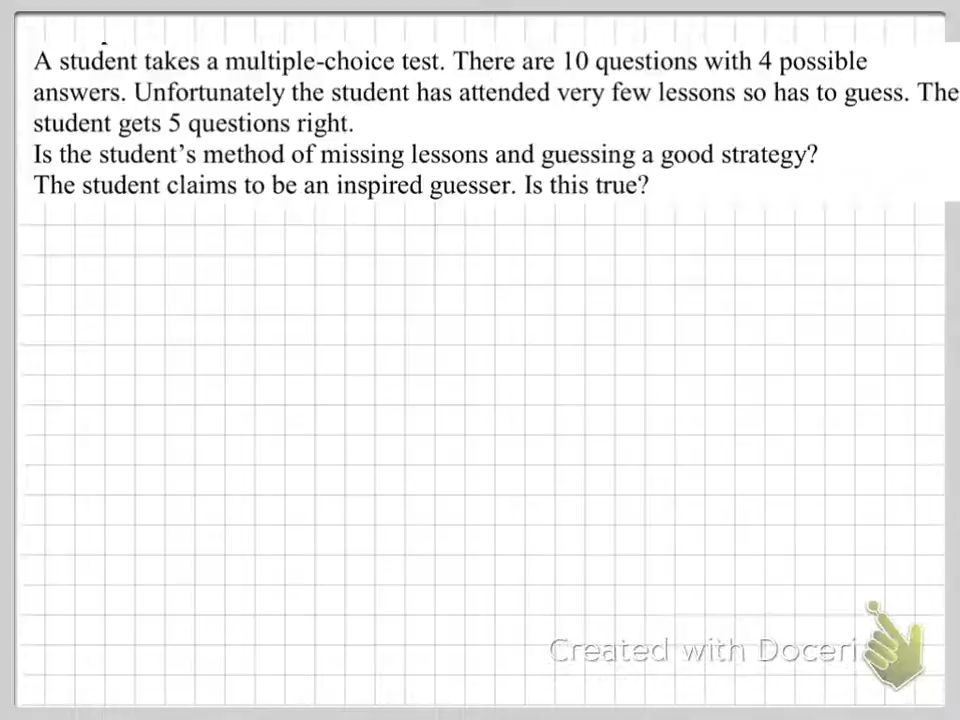 A student takes a multiple-choice test. There are 10 questions with 4 possible
answers. Unfortunately the student has attended very few lessons so has to guess. The
student gets 5 questions right.
Is the student's method of missing lessons and guessing a good strategy?
The student claims to be an inspired guesser. Is this true?
Created with Doceri